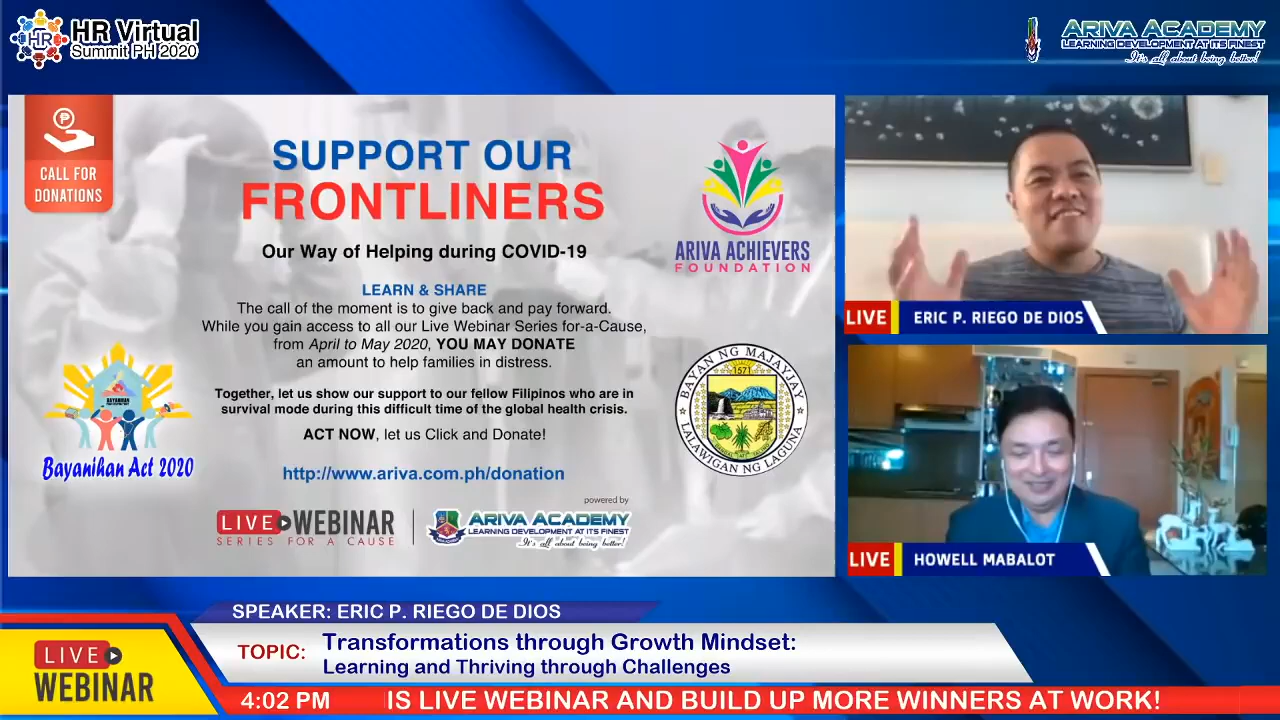 HR
HR Virtual
Summit PH 2020
ARIVA ACADEMY
LEARNING DEVELOPMENT AT ITS FINEST
It's all about being better!
CALL FOR
DONATIONS
SUPPORT OUR
FRONTLINERS
Our Way of Helping during COVID-19
LEARN & SHARE
The call of the moment is to give back and pay forward.
While you gain access to all our Live Webinar Series for-a-Cause,
from April to May 2020, YOU MAY DONATE
an amount to help families in distress.
Together, let us show our support to our fellow Filipinos who are in
survival mode during this difficult time of the global health crisis.
ACT NOW, let us Click and Donate!
http://www.ariva.com.ph/donation
powered by
LIVE WEBINAR
SERIES FOR A CAUSE
ARIVA ACADEMY
LEARNING DEVELOPMENT AT ITS FINEST
It's all about being better!
Bayanihan Act 2020
ARIVA ACHIEVERS
FOUNDATION
BAYAN NG MAJAYJAY
1571
LALAWIGAN NG LAGUNA
LIVE ERIC P. RIEGO DE DIOS
LIVE HOWELL MABALOT
SPEAKER: ERIC P. RIEGO DE DIOS
TOPIC: Transformations through Growth Mindset:
Learning and Thriving through Challenges
LIVE
WEBINAR
4:02 PM IS LIVE WEBINAR AND BUILD UP MORE WINNERS AT WORK!